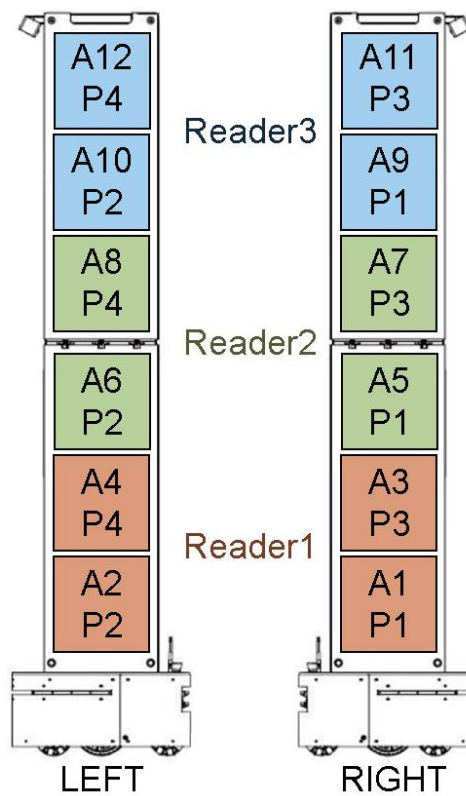 A12
P4
A11
P3
Reader3
A10
P2
A9
P1
A8
P4
A7
P3
Reader2
A6
P2
A5
P1
A4
P4
A3
P3
Reader1
A2
P2
A1
P1
LEFT
RIGHT